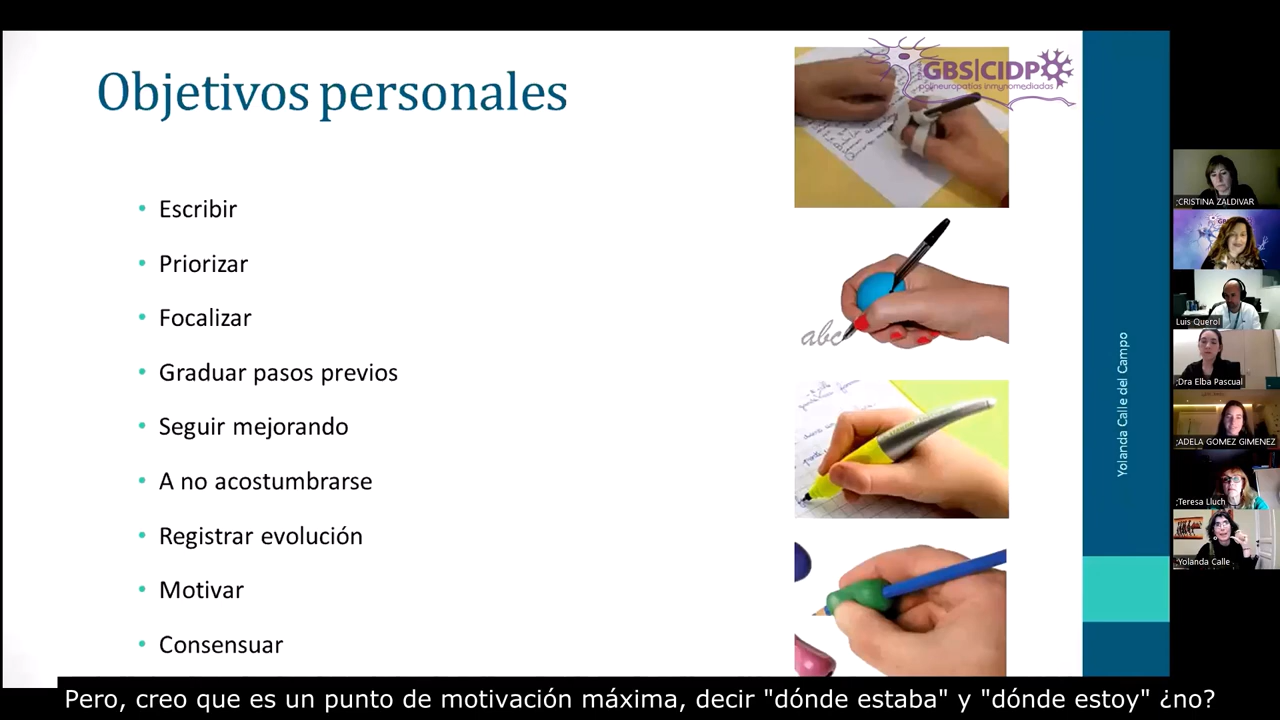 Objetivos personales
• Escribir
• Priorizar
• Focalizar
• Graduar pasos previos
• Seguir mejorando
• A no acostumbrarse
• Registrar evolución
• Motivar
• Consensuar
GBS|CIDP
polineuropatías inmunomediadas
abc
Yolanda Calle del Campo
;CRISTINA ZALDIVAR
Luis Querol
;Dra Elba Pascual
;ADELA GOMEZ GIMENEZ
;Teresa Lluch
;Yolanda Calle
Pero, creo que es un punto de motivación máxima, decir "dónde estaba" y "dónde estoy" ¿no?